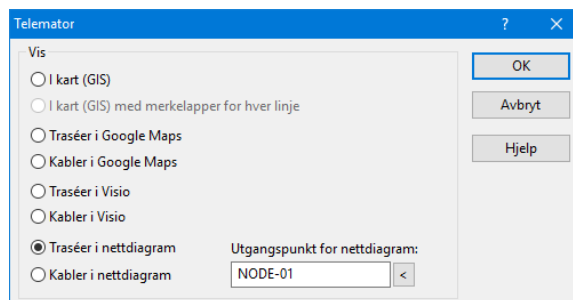 Telemator
Vis
I kart (GIS)
I kart (GIS) med merkelapper for hver linje
Traséer i Google Maps
Kabler i Google Maps
Traséer i Visio
Kabler i Visio
Traséer i nettdiagram
Utgangspunkt for nettdiagram:
Kabler i nettdiagram
NODE-01
<
OK
Avbryt
Hjelp